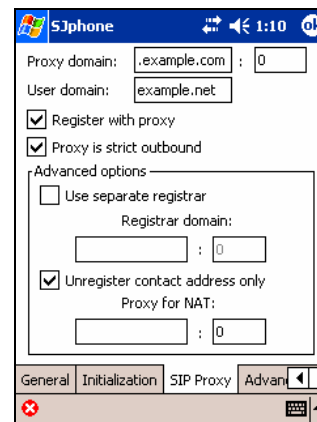 SJphone 1:10 ok
Proxy domain: .example.com : 0
User domain: example.net
Register with proxy
Proxy is strict outbound
Advanced options
Use separate registrar
Registrar domain:
: 0
Unregister contact address only
Proxy for NAT:
: 0
General Initialization SIP Proxy Advan